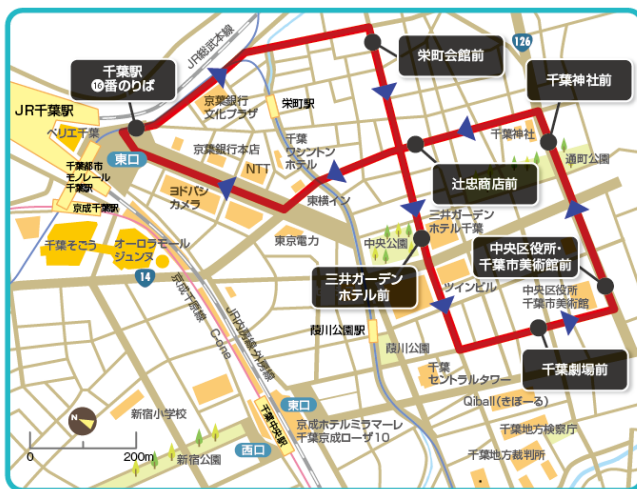 JR総武本線
126
栄町会館前
千葉駅
⑯番のりば
千葉神社前
京葉銀行
文化プラザ
栄町駅
JR千葉駅
ペリエ千葉
東口
京葉銀行本店
千葉
ワシントン
ホテル
千葉神社
通町公園
NTT
辻忠商店前
千葉都市
モノレール
千葉駅
ヨドバシ
カメラ
東横イン
京成千葉駅
三井ガーデン
ホテル千葉
中央公園
東京電力
千葉そごう
オーロラモール
ジュンヌ
14
三井ガーデン
ホテル前
中央区役所・
千葉市美術館前
ツインビル
中央区役所
千葉市美術館
京成千原線
C-one
JR内房線・外房線
葭川公園駅
葭川公園
千葉劇場前
千葉
セントラルタワー
Qiball(きぼーる)
東口
千葉中央駅
西口
新宿小学校
京成ホテルミラマーレ
千葉京成ローザ10
千葉地方検察庁
千葉地方裁判所
新宿公園
N
0
200m